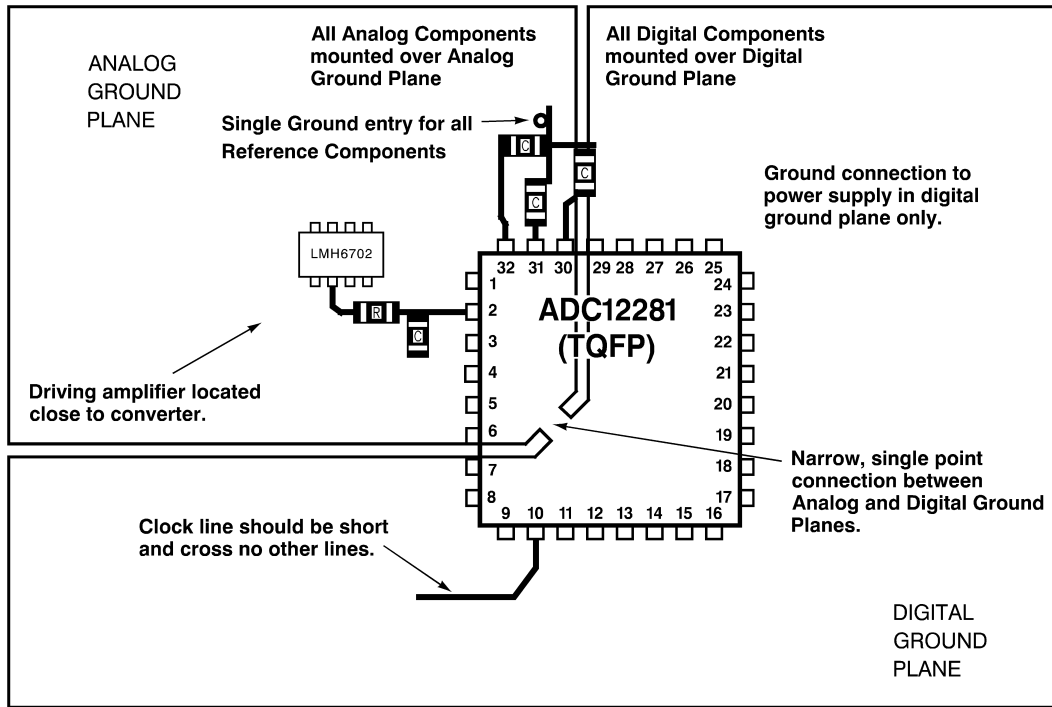 ANALOG
GROUND
PLANE
All Analog Components
mounted over Analog
Ground Plane
All Digital Components
mounted over Digital
Ground Plane
Single Ground entry for all
Reference Components
C
C
C
Ground connection to
power supply in digital
ground plane only.
LMH6702
R
C
32 31 30 29 28 27 26 25
1
2
3
4
5
6
7
8
24
23
22
21
20
19
18
17
ADC12281
(TQFP)
9 10 11 12 13 14 15 16
Driving amplifier located
close to converter.
Narrow, single point
connection between
Analog and Digital Ground
Planes.
Clock line should be short
and cross no other lines.
DIGITAL
GROUND
PLANE